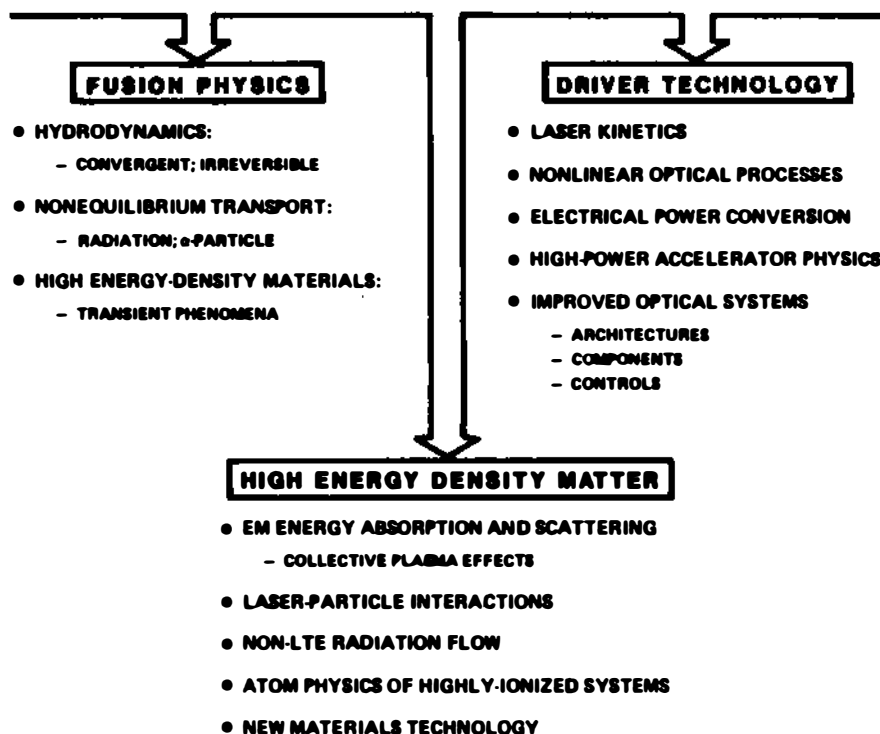 FUSION PHYSICS
● HYDRODYNAMICS:
– CONVERGENT; IRREVERSIBLE
● NONEQUILIBRIUM TRANSPORT:
– RADIATION; α-PARTICLE
● HIGH ENERGY-DENSITY MATERIALS:
– TRANSIENT PHENOMENA
DRIVER TECHNOLOGY
● LASER KINETICS
● NONLINEAR OPTICAL PROCESSES
● ELECTRICAL POWER CONVERSION
● HIGH-POWER ACCELERATOR PHYSICS
● IMPROVED OPTICAL SYSTEMS
– ARCHITECTURES
– COMPONENTS
– CONTROLS
HIGH ENERGY DENSITY MATTER
● EM ENERGY ABSORPTION AND SCATTERING
– COLLECTIVE PLASMA EFFECTS
● LASER-PARTICLE INTERACTIONS
● NON-LTE RADIATION FLOW
● ATOM PHYSICS OF HIGHLY-IONIZED SYSTEMS
● NEW MATERIALS TECHNOLOGY